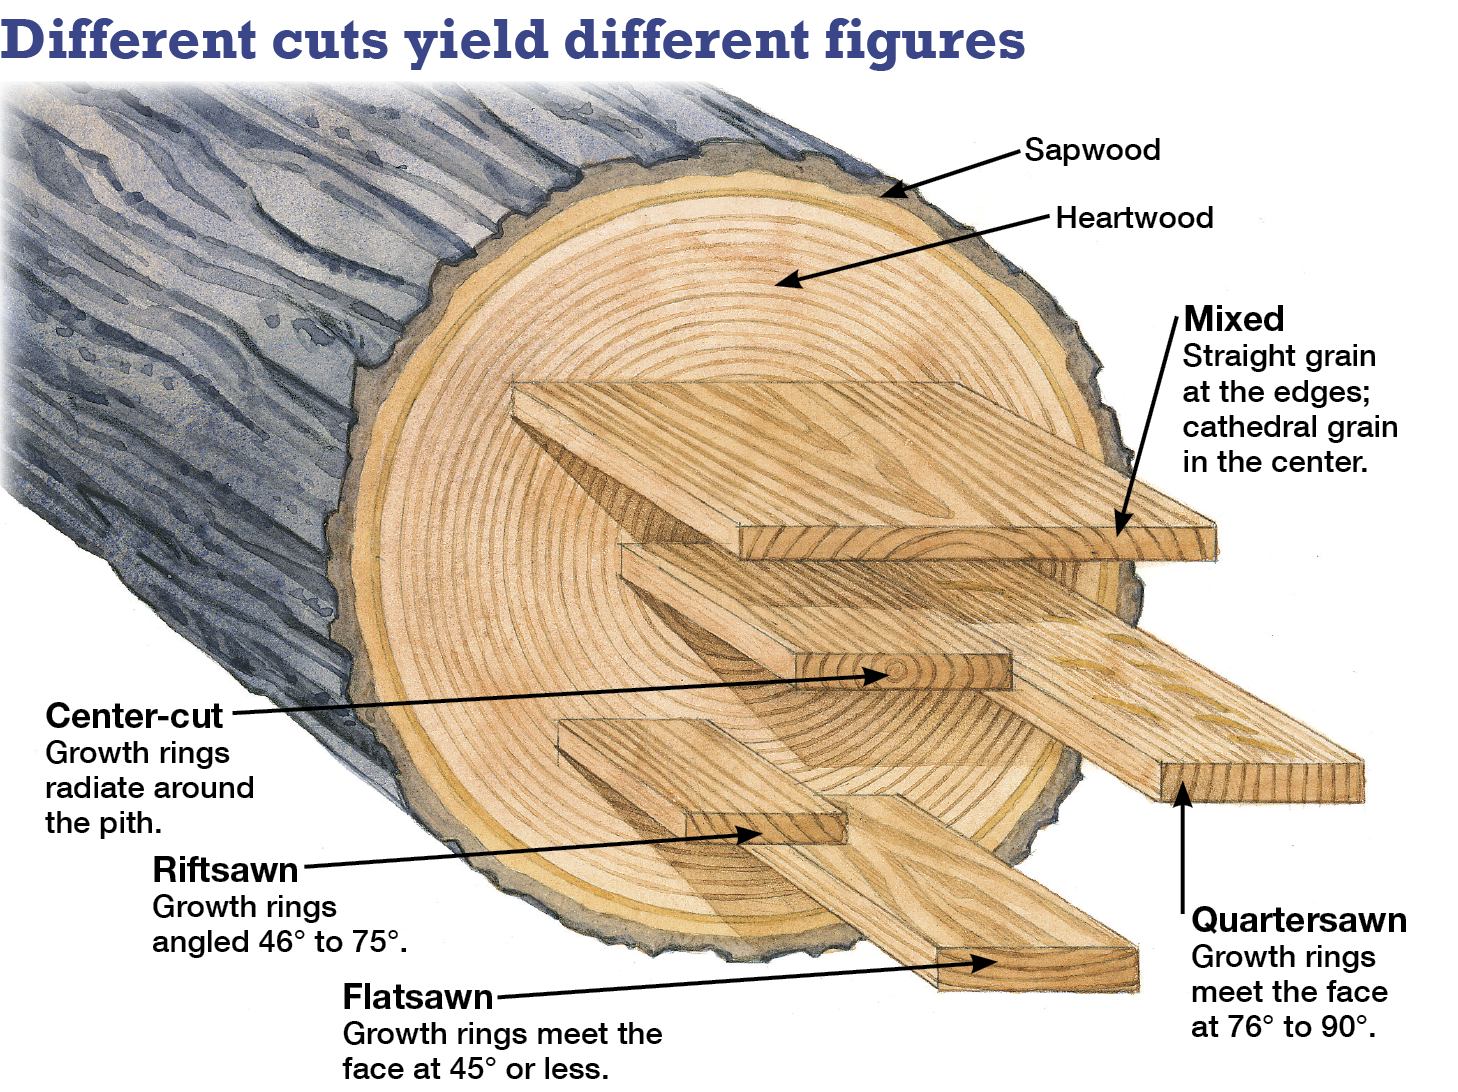 Different cuts yield different figures
Sapwood
Heartwood
Mixed
Straight grain
at the edges;
cathedral grain
in the center.
Center-cut
Growth rings
radiate around
the pith.
Riftsawn
Growth rings
angled 46° to 75°.
Flatsawn
Growth rings meet the
face at 45° or less.
Quartersawn
Growth rings
meet the face
at 76° to 90°.